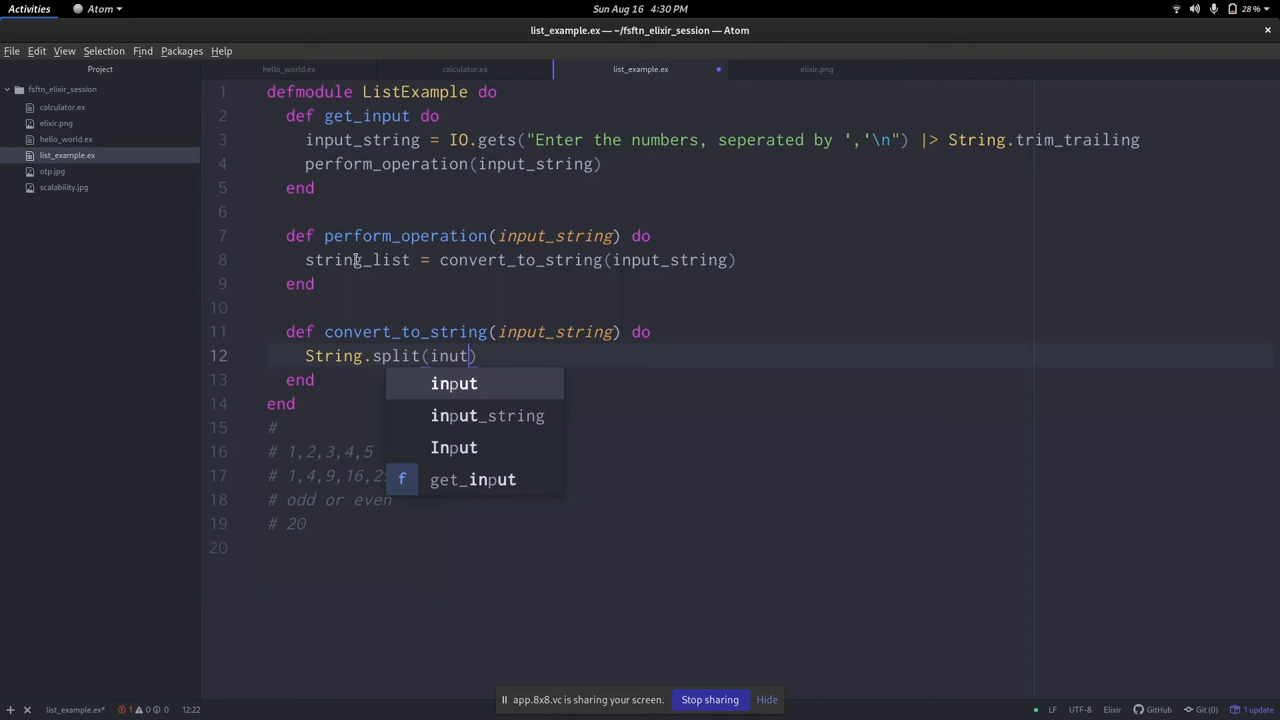 Activities
Atom
Sun Aug 16 4:30 PM
28 %
list_example.ex — ~/fsftn_elixir_session — Atom
File Edit View Selection Find Packages Help
Project
hello_world.ex
calculator.ex
list_example.ex
elixir.png
fsftn_elixir_session
calculator.ex
elixir.png
hello_world.ex
list_example.ex
otp.jpg
scalability.jpg
1 defmodule ListExample do
2 def get_input do
3 input_string = IO.gets("Enter the numbers, seperated by ','\n") |> String.trim_trailing
4 perform_operation(input_string)
5 end
6
7 def perform_operation(input_string) do
8 string_list = convert_to_string(input_string)
9 end
10
11 def convert_to_string(input_string) do
12 String.split(inut)
13 end
14 end
15 #
16 # 1,2,3,4,5
17 # 1,4,9,16,25
18 # odd or even
19 # 20
20
input
input_string
Input
f get_input
app.8x8.vc is sharing your screen.
Stop sharing
Hide
list_example.ex* 1 0 0 12:22
LF UTF-8 Elixir GitHub Git (0) 1 update